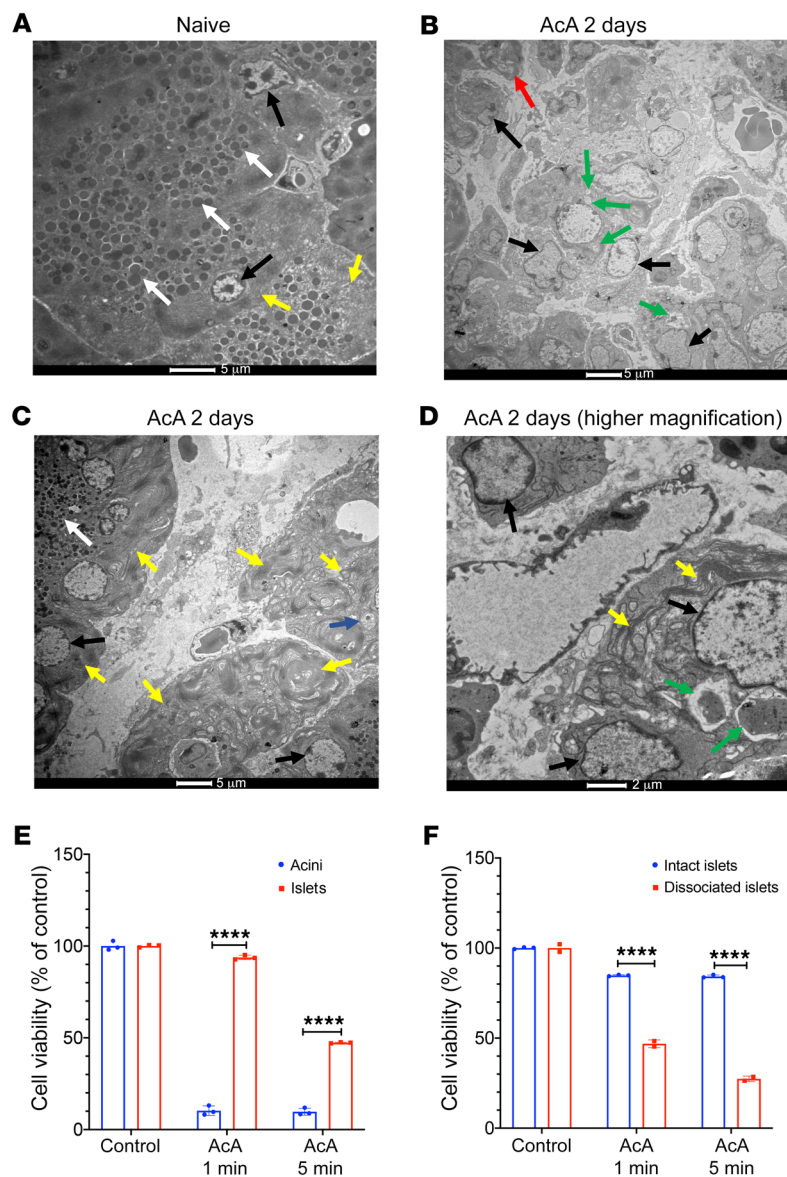 A
Naive
5 µm
B
AcA 2 days
5 µm
C
AcA 2 days
5 µm
D
AcA 2 days (higher magnification)
2 µm
E
Cell viability (% of control)
150
100
50
0
Acini
Islets
****
****
Control
AcA
1 min
AcA
5 min
F
Cell viability (% of control)
150
100
50
0
Intact islets
Dissociated islets
****
****
Control
AcA
1 min
AcA
5 min